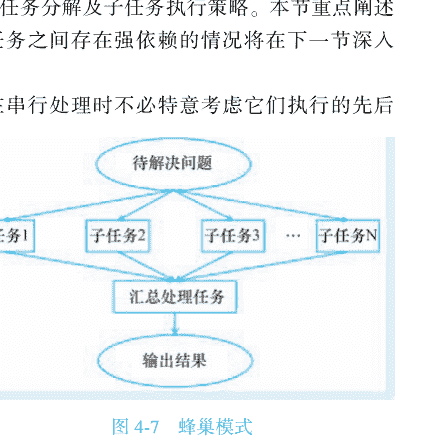 任务分解及子任务执行策略。本节重点阐述
任务之间存在强依赖的情况将在下一节深入
在串行处理时不必特意考虑它们执行的先后
待解决问题
任务1 子任务2 子任务3 … 子任务N
汇总处理任务
输出结果
图 4-7 蜂巢模式